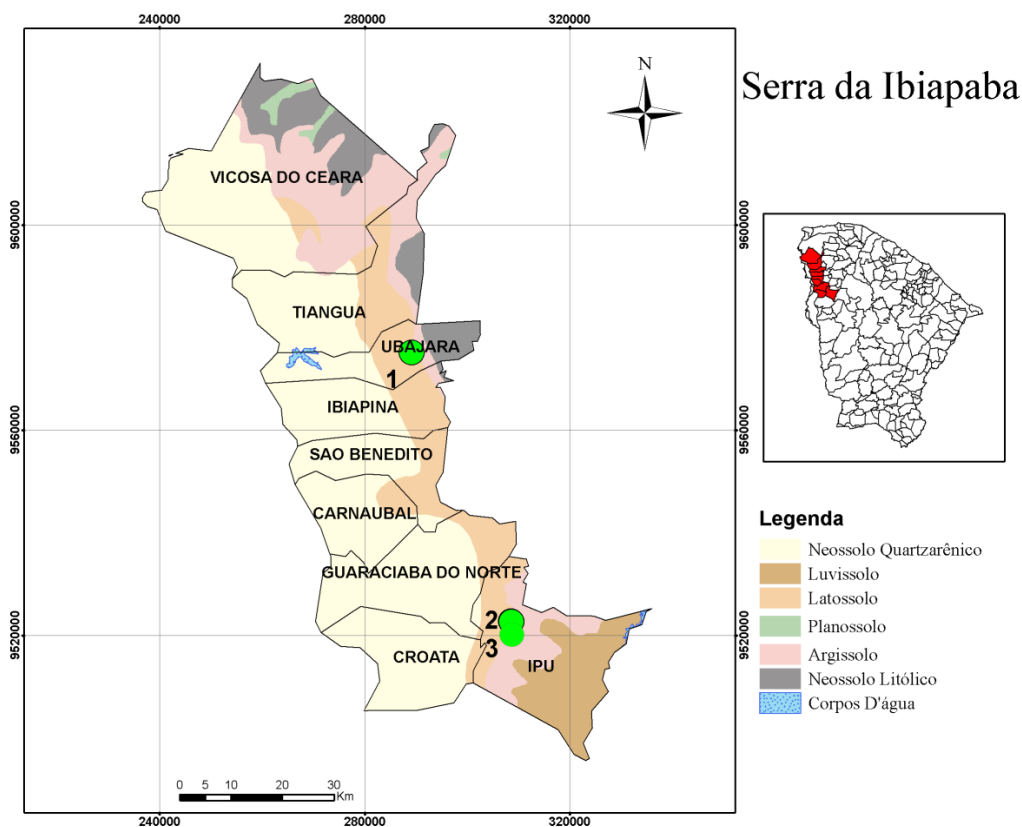 240000
280000
320000
Serra da Ibiapaba
N
VICOSA DO CEARA
9600000
9600000
TIANGUA
UBAJARA
1
IBIAPINA
9560000
9560000
SAO BENEDITO
CARNAUBAL
GUARACIABA DO NORTE
2
9520000
9520000
3
CROATA
IPU
0 5 10 20 30
Km
240000
280000
320000
Legenda
Neossolo Quartzarênico
Luvissolo
Latossolo
Planossolo
Argissolo
Neossolo Litólico
Corpos D'água